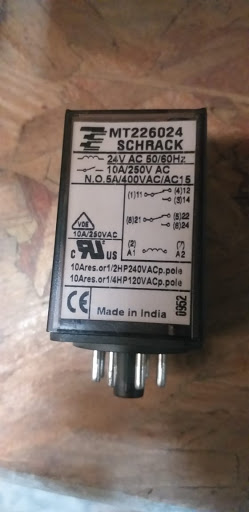 MT226024
SCHRACK
24V AC 50/60Hz
10A/250V AC
N.O.5A/400VAC/AC15
VDE
10A/250VAC
(1)11 (4)12
(3)14
(8)21 (5)22
(6)24
(2) (7)
A1 A2
c UR us
10Ares.or1/2HP240VACp.pole
10Ares.or1/4HP120VACp.pole
CE Made in India
0952